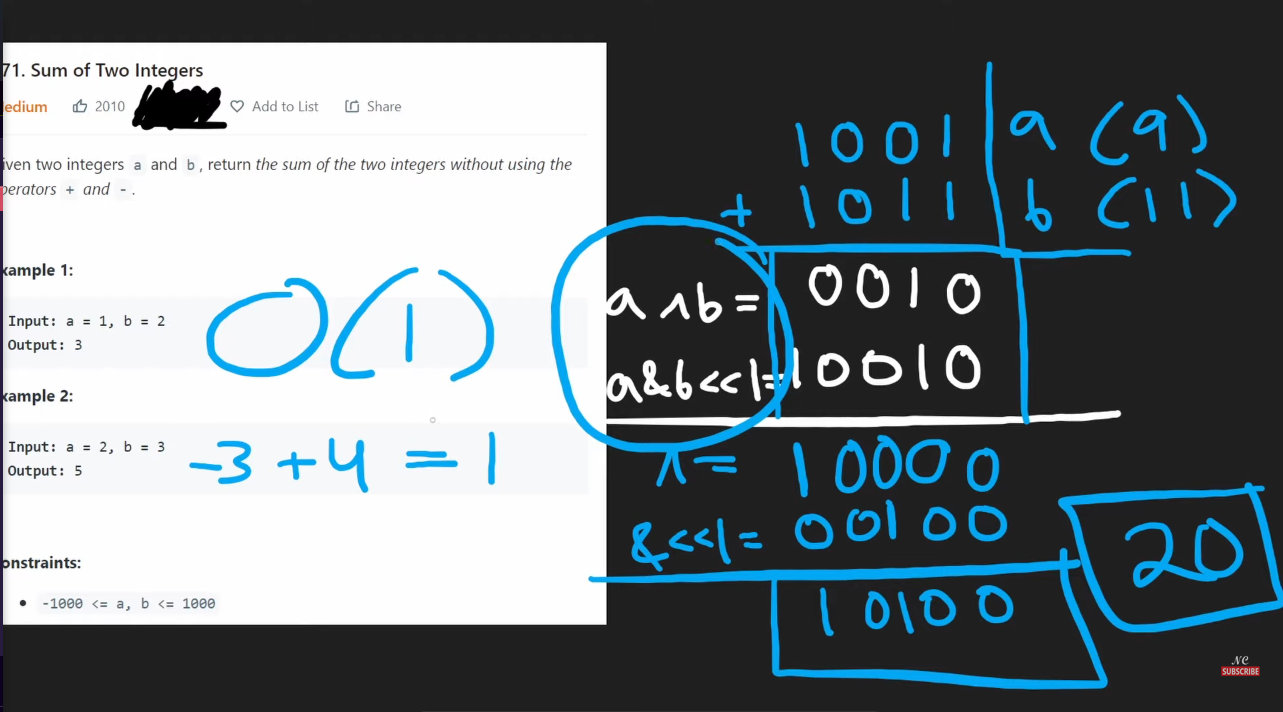 71. Sum of Two Integers
edium 2010 Add to List Share
iven two integers a and b, return the sum of the two integers without using the
perators + and -.
xample 1:
Input: a = 1, b = 2
Output: 3
0 ( 1 )
xample 2:
Input: a = 2, b = 3
Output: 5
-3 + 4 = 1
onstraints:
-1000 <= a, b <= 1000
1001 a (9)
+ 1011 b (11)
a ^ b = 0010
a & b << 1 = 10010
^ = 10000
& << 1 = 00100
10100
20
NC
SUBSCRIBE